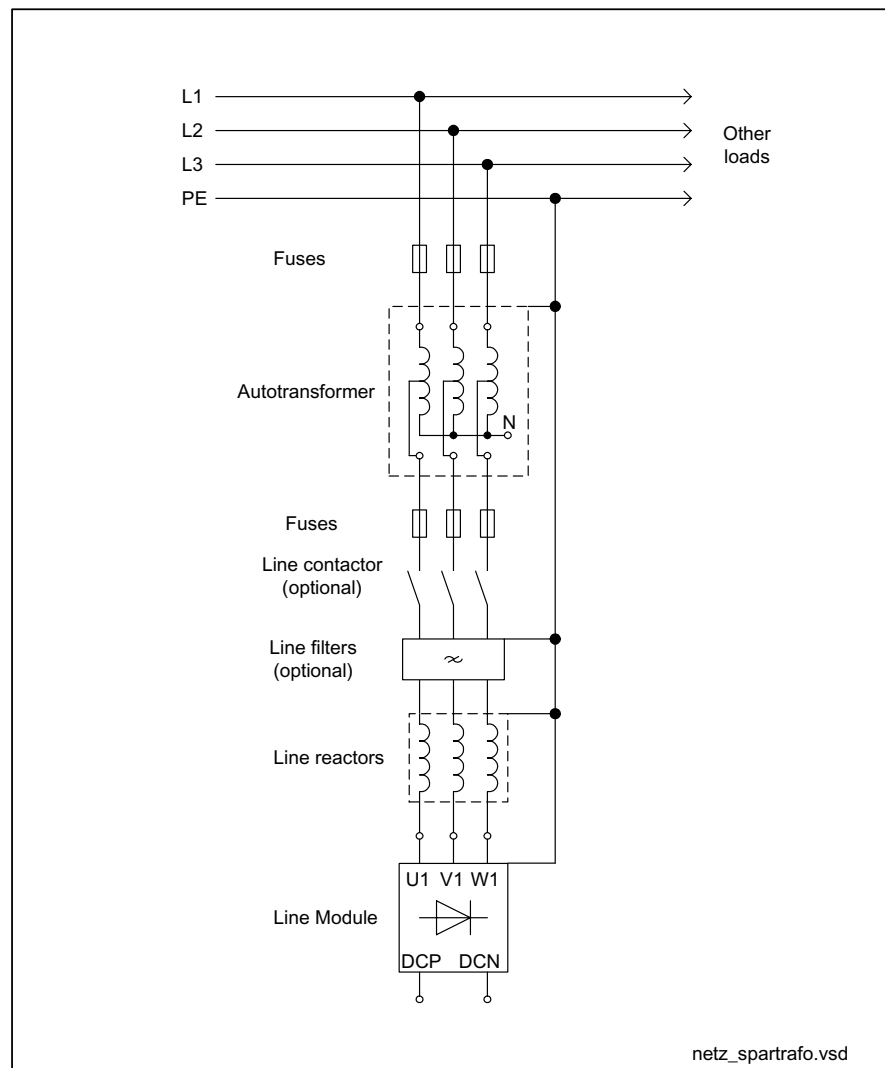 L1
L2
L3
PE
Other
loads
Fuses
Autotransformer
N
Fuses
Line contactor
(optional)
Line filters
(optional)
Line reactors
U1 V1 W1
Line Module
DCP DCN
netz_spartrafo.vsd